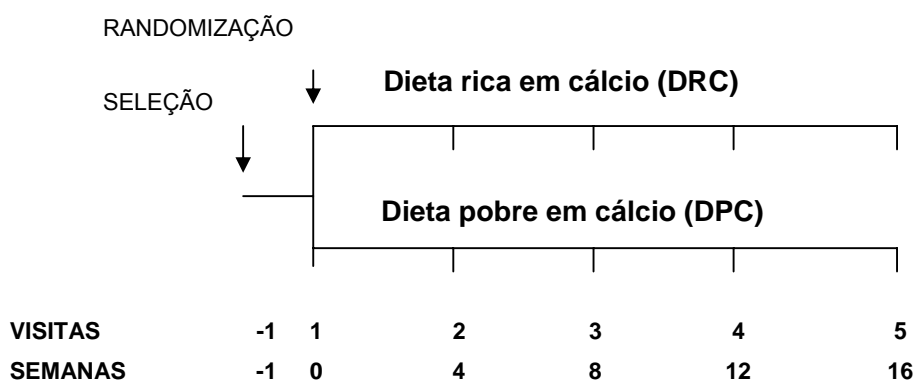 RANDOMIZAÇÃO
Dieta rica em cálcio (DRC)
SELEÇÃO
Dieta pobre em cálcio (DPC)
VISITAS -1 1 2 3 4 5
SEMANAS -1 0 4 8 12 16